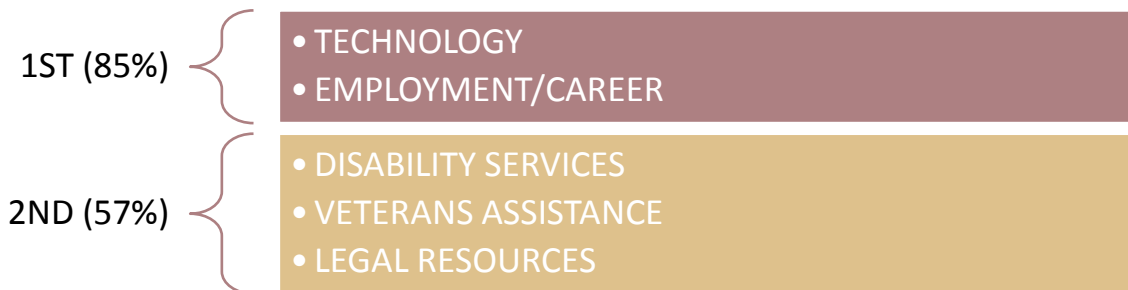 1ST (85%)
• TECHNOLOGY
• EMPLOYMENT/CAREER
2ND (57%)
• DISABILITY SERVICES
• VETERANS ASSISTANCE
• LEGAL RESOURCES